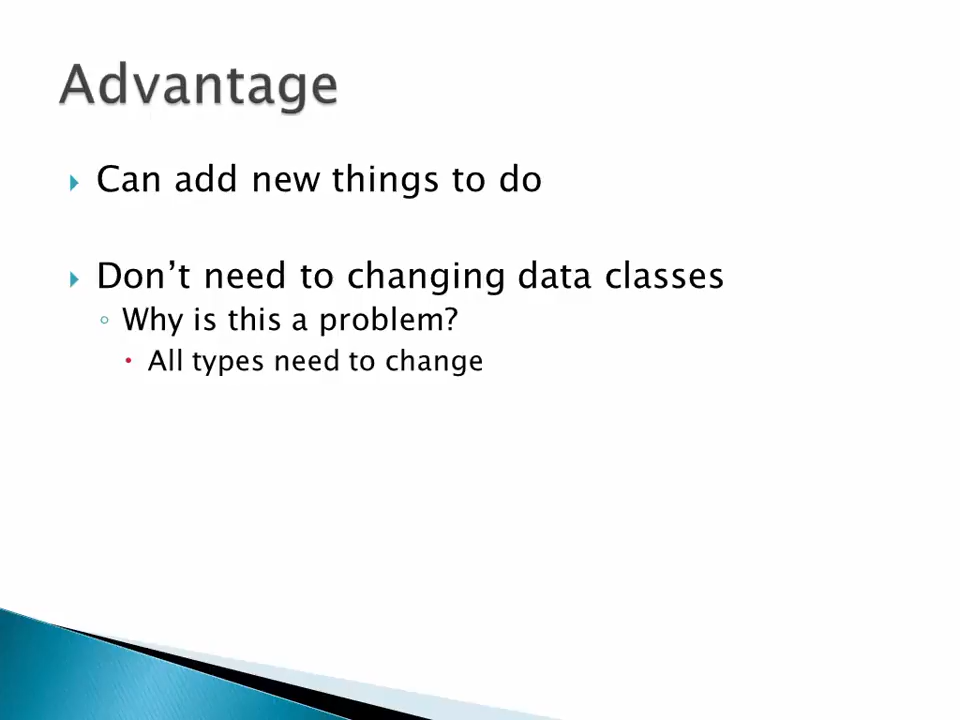 Advantage
Can add new things to do
Don’t need to changing data classes
Why is this a problem?
All types need to change